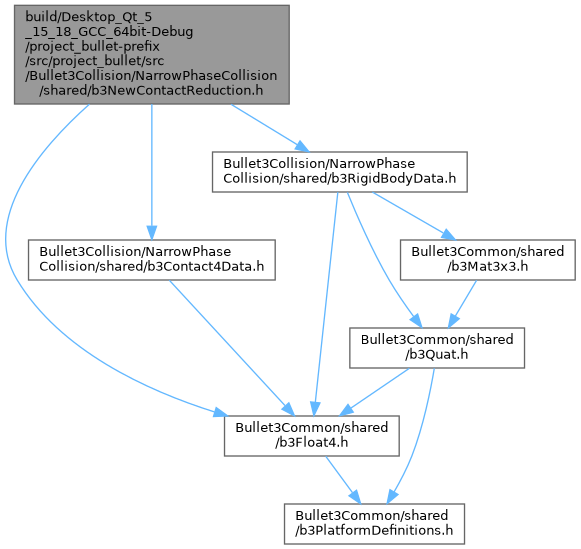 build/Desktop_Qt_5
_15_18_GCC_64bit-Debug
/project_bullet-prefix
/src/project_bullet/src
/Bullet3Collision/NarrowPhaseCollision
/shared/b3NewContactReduction.h
Bullet3Collision/NarrowPhase
Collision/shared/b3RigidBodyData.h
Bullet3Collision/NarrowPhase
Collision/shared/b3Contact4Data.h
Bullet3Common/shared
/b3Mat3x3.h
Bullet3Common/shared
/b3Quat.h
Bullet3Common/shared
/b3Float4.h
Bullet3Common/shared
/b3PlatformDefinitions.h